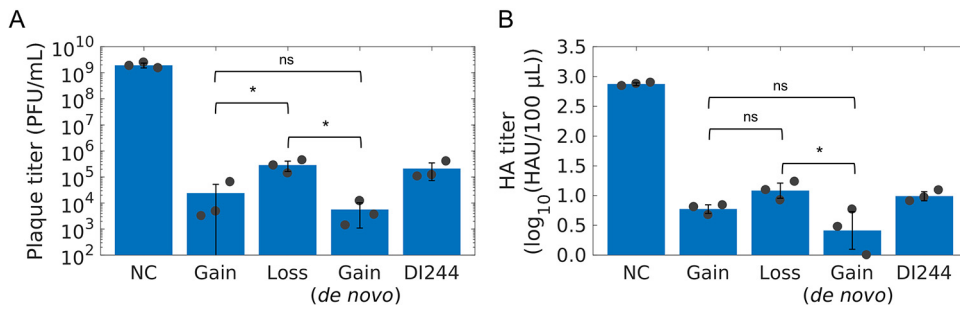 A
Plaque titer (PFU/mL)
10^10
10^9
10^8
10^7
10^6
10^5
10^4
10^3
10^2
ns
*
*
NC Gain Loss Gain DI244
(de novo)
B
HA titer
(log10(HAU/100 µL)
3.5
3.0
2.5
2.0
1.5
1.0
0.5
0.0
ns
ns
*
NC Gain Loss Gain DI244
(de novo)